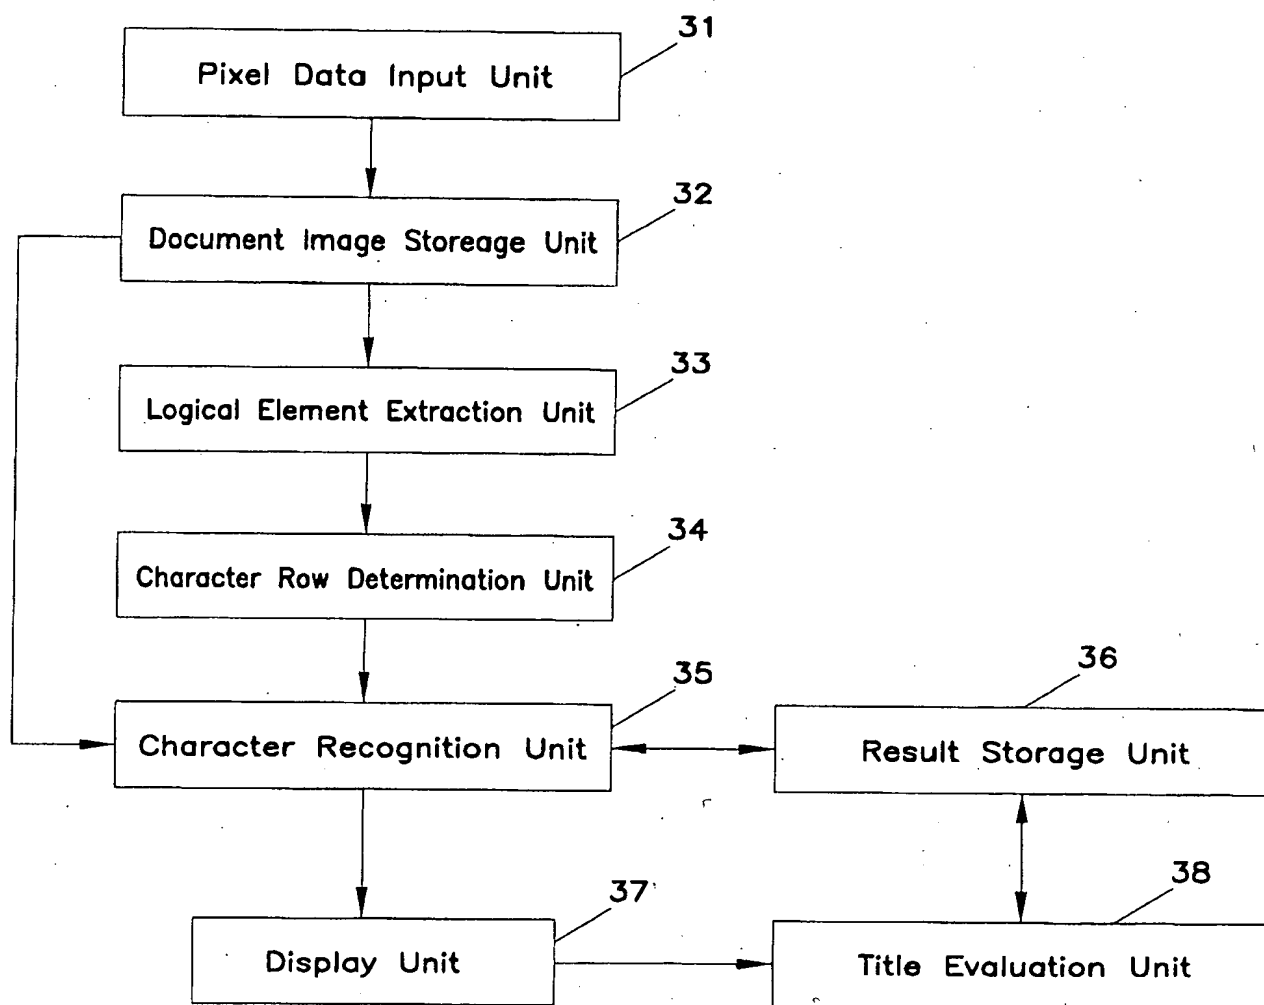 31
Pixel Data Input Unit
32
Document Image Storeage Unit
33
Logical Element Extraction Unit
34
Character Row Determination Unit
35
Character Recognition Unit
36
Result Storage Unit
37
Display Unit
38
Title Evaluation Unit